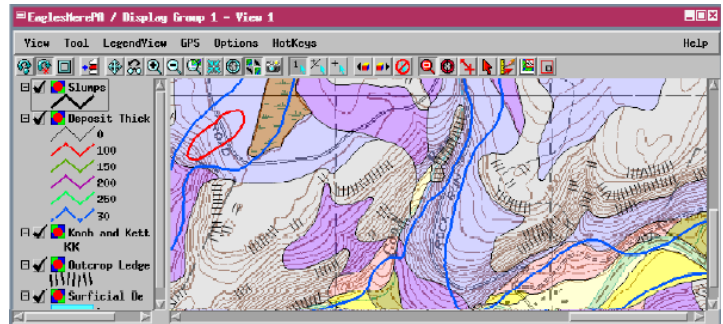 EaglesMerePA / Display Group 1 - View 1
View Tool LegendView GPS Options HotKeys Help
Slumps
Deposit Thick
0
100
150
200
260
30
Knob and Kett
KK
Outcrop Ledge
Surficial De